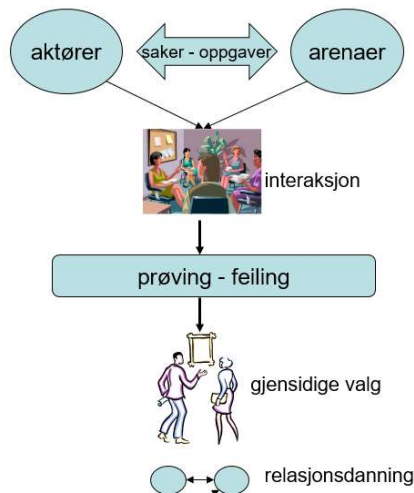 aktører
saker - oppgaver
arenaer
interaksjon
prøving - feiling
gjensidige valg
relasjonsdanning